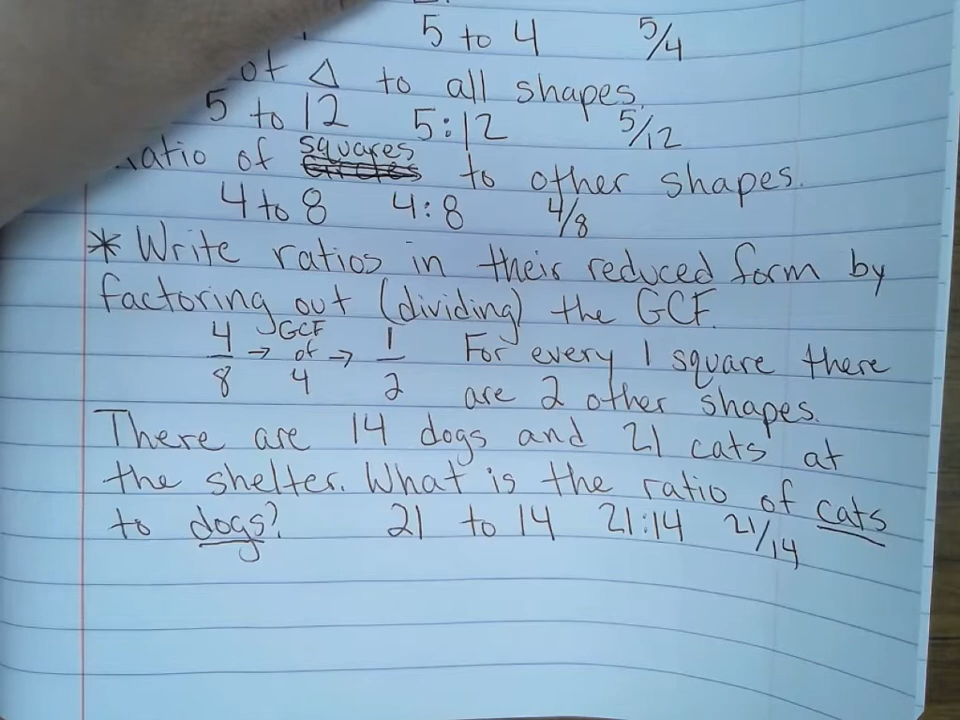 5 to 4 5/4
of △ to all shapes.
5 to 12 5:12 5/12
ratio of squares to other shapes.
4 to 8 4:8 4/8
* Write ratios in their reduced form by
factoring out (dividing) the GCF.
4/8 → GCF of 4 → 1/2 For every 1 square there
are 2 other shapes.
There are 14 dogs and 21 cats at
the shelter. What is the ratio of cats
to dogs? 21 to 14 21:14 21/14